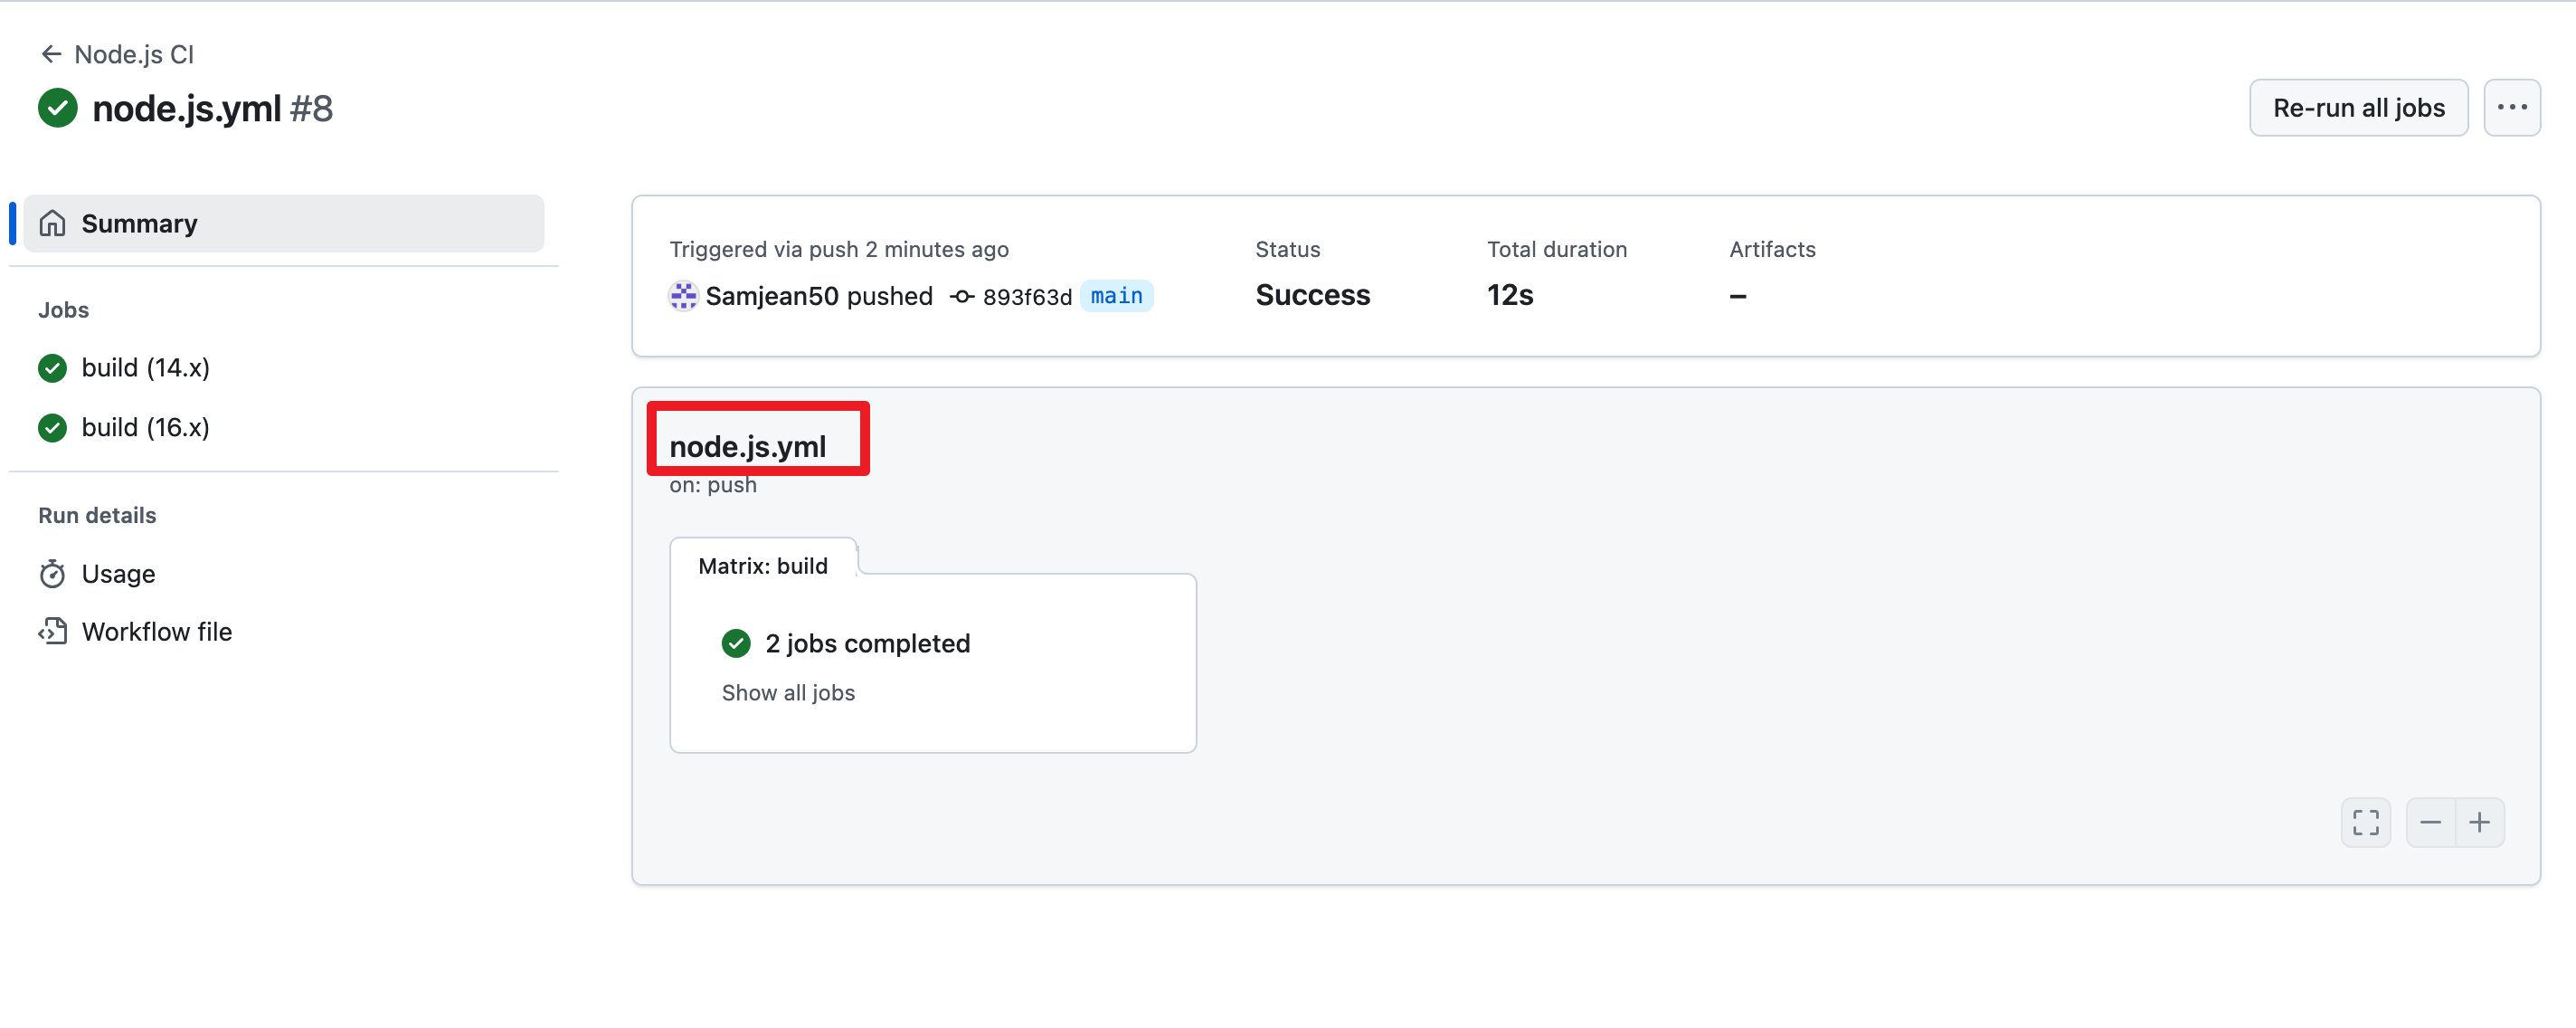 Node.js CI
node.js.yml #8
Re-run all jobs
Summary
Jobs
build (14.x)
build (16.x)
Run details
Usage
Workflow file
Triggered via push 2 minutes ago
Samjean50 pushed 893f63d main
Status
Success
Total duration
12s
Artifacts
–
node.js.yml
on: push
Matrix: build
2 jobs completed
Show all jobs